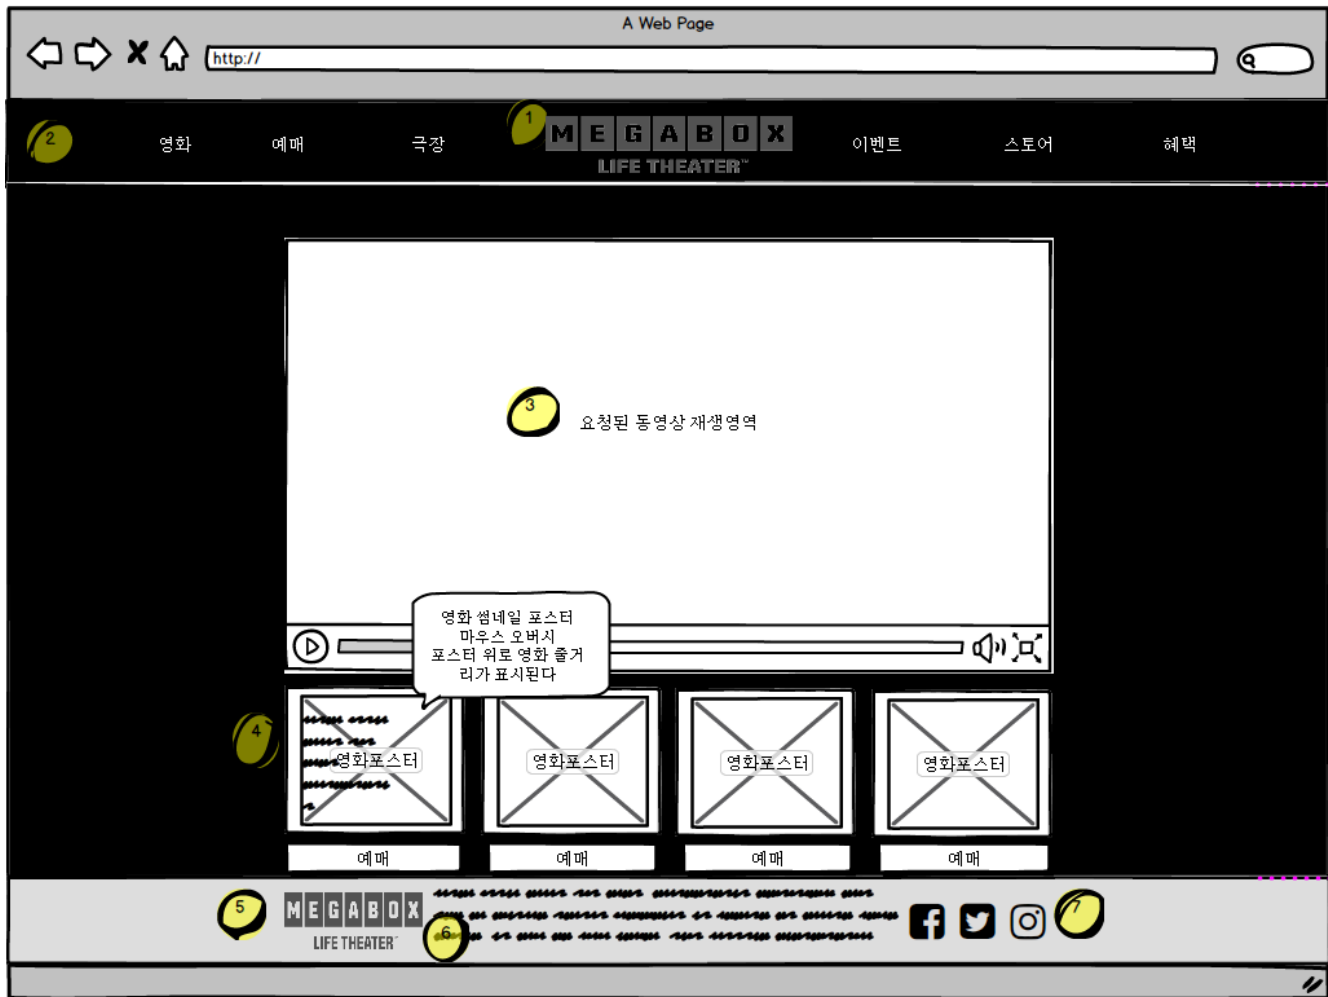 A Web Page
http://
2
영화
예매
극장
1
MEGABOX
LIFE THEATER™
이벤트
스토어
혜택
3
요청된 동영상 재생영역
영화 썸네일 포스터
마우스 오버시
포스터 위로 영화 줄거
리가 표시된다
4
영화포스터
영화포스터
영화포스터
영화포스터
예매
예매
예매
예매
5
MEGABOX
LIFE THEATER™
6
7